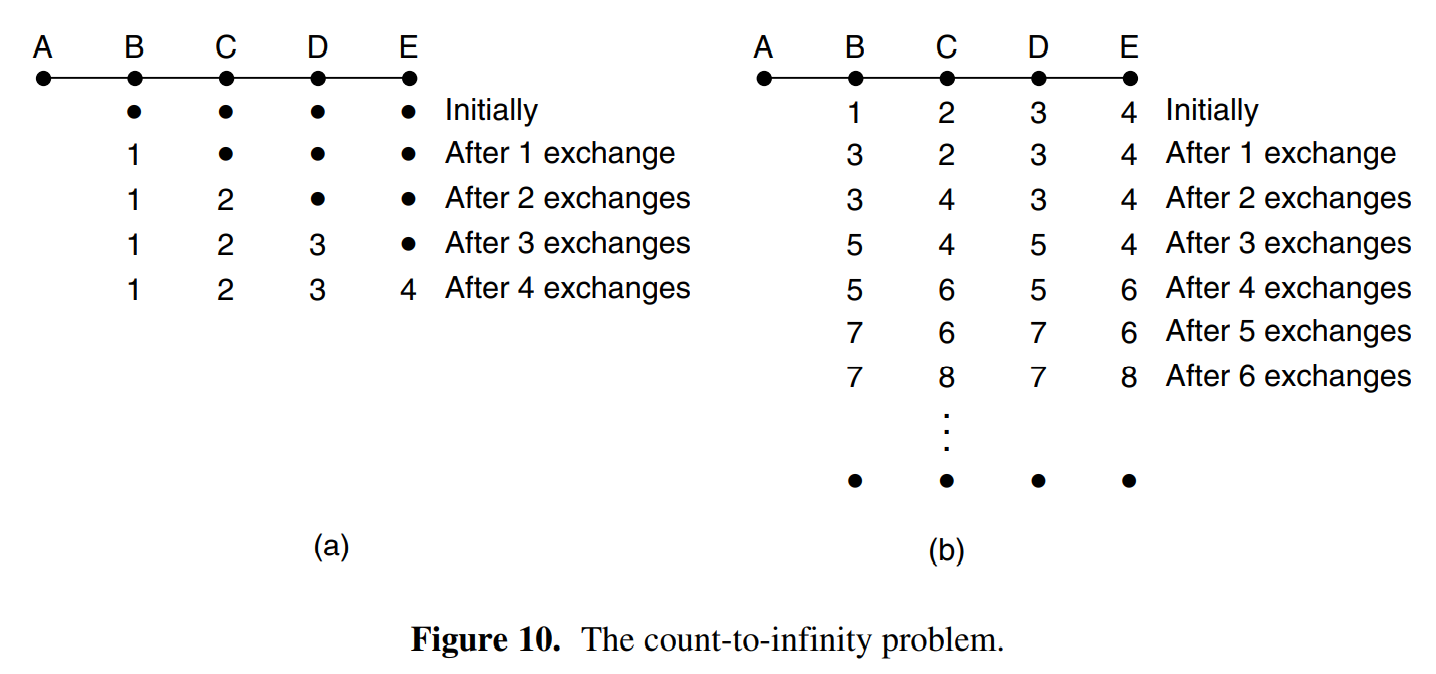 A B C D E
• • • • Initially
1 • • • After 1 exchange
1 2 • • After 2 exchanges
1 2 3 • After 3 exchanges
1 2 3 4 After 4 exchanges
(a)
A B C D E
1 2 3 4 Initially
3 2 3 4 After 1 exchange
3 4 3 4 After 2 exchanges
5 4 5 4 After 3 exchanges
5 6 5 6 After 4 exchanges
7 6 7 6 After 5 exchanges
7 8 7 8 After 6 exchanges
⋮
• • • •
(b)
Figure 10. The count-to-infinity problem.